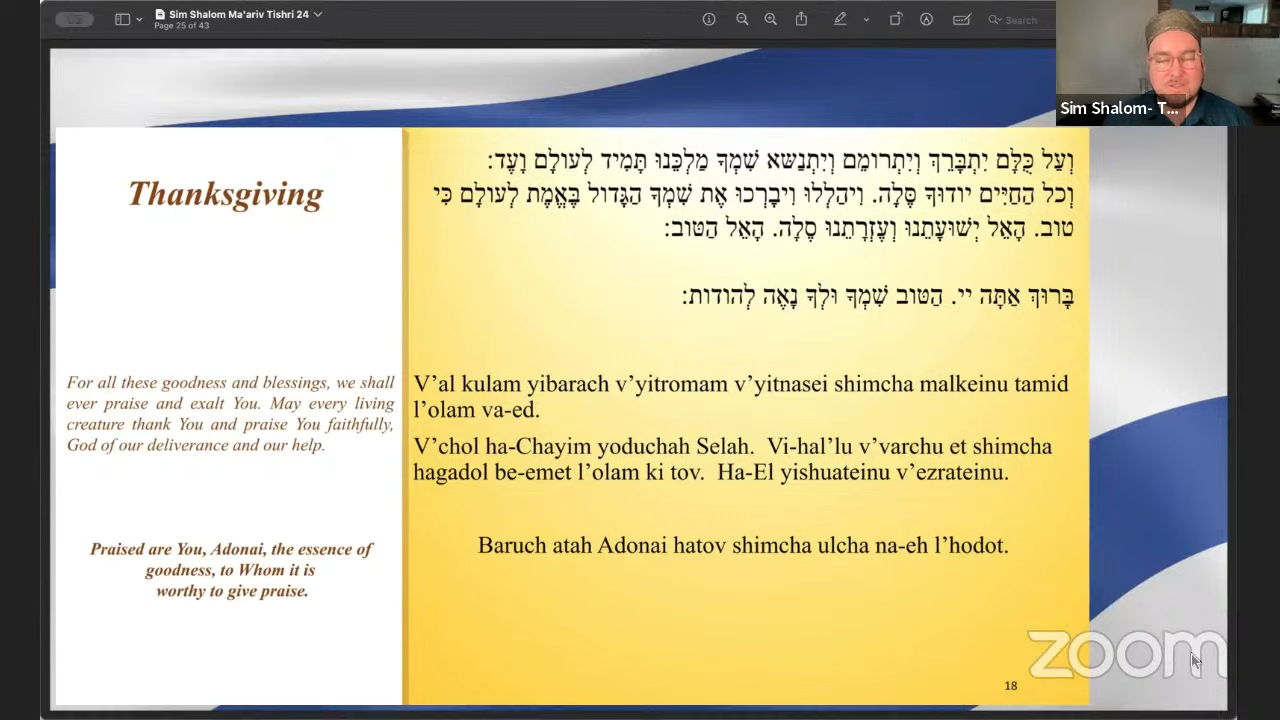 Sim Shalom Ma'ariv Tishri 24
Page 25 of 43
Search
Sim Shalom- T...
Thanksgiving
וְעַל כֻּלָּם יִתְבָּרֵךְ וְיִתְרוֹמֵם וְיִתְנַשֵּׂא שִׁמְךָ מַלְכֵּנוּ תָּמִיד לְעוֹלָם וָעֶד:
וְכֹל הַחַיִּים יוֹדוּךָ סֶּלָה. וִיהַלְלוּ וִיבָרְכוּ אֶת שִׁמְךָ הַגָּדוֹל בֶּאֱמֶת לְעוֹלָם כִּי
טוֹב. הָאֵל יְשׁוּעָתֵנוּ וְעֶזְרָתֵנוּ סֶלָה. הָאֵל הַטּוֹב:
בָּרוּךְ אַתָּה יי. הַטּוֹב שִׁמְךָ וּלְךָ נָאֶה לְהוֹדוֹת:
For all these goodness and blessings, we shall
ever praise and exalt You. May every living
creature thank You and praise You faithfully,
God of our deliverance and our help.
Praised are You, Adonai, the essence of
goodness, to Whom it is
worthy to give praise.
V’al kulam yibarach v’yitromam v’yitnasei shimcha malkeinu tamid
l’olam va-ed.
V’chol ha-Chayim yoduchah Selah. Vi-hal’lu v’varchu et shimcha
hagadol be-emet l’olam ki tov. Ha-El yishuateinu v’ezrateinu.
Baruch atah Adonai hatov shimcha ulcha na-eh l’hodot.
18
zoom